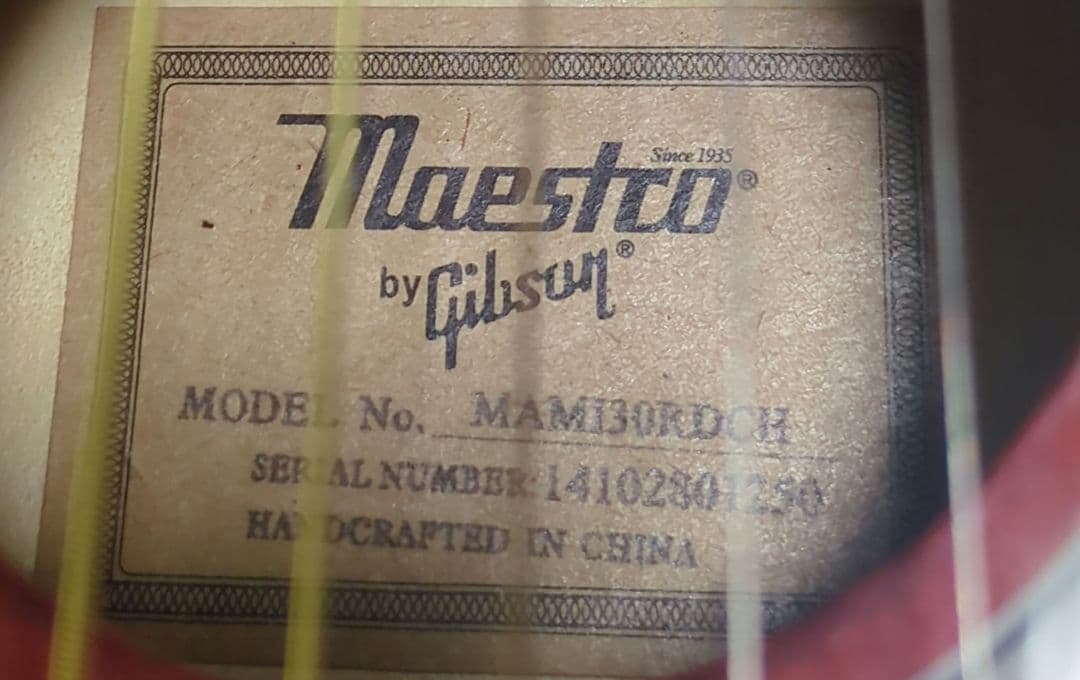 Since 1935
Maestro®
by Gibson®
MODEL No. MAMI30RDCH
SERIAL NUMBER 14102801250
HANDCRAFTED IN CHINA